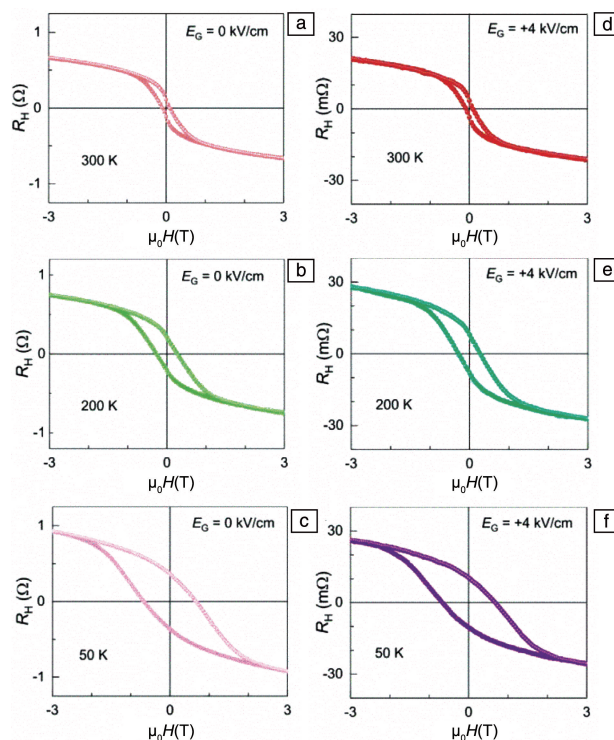 a
E_G = 0 kV/cm
R_H (Ω)
1
0
-1
300 K
-3
0
3
μ₀H(T)
d
E_G = +4 kV/cm
R_H (mΩ)
30
0
-30
300 K
-3
0
3
μ₀H(T)
b
E_G = 0 kV/cm
R_H (Ω)
1
0
-1
200 K
-3
0
3
μ₀H(T)
e
E_G = +4 kV/cm
R_H (mΩ)
30
0
-30
200 K
-3
0
3
μ₀H(T)
c
E_G = 0 kV/cm
R_H (Ω)
1
0
-1
50 K
-3
0
3
μ₀H(T)
f
E_G = +4 kV/cm
R_H (mΩ)
30
0
-30
50 K
-3
0
3
μ₀H(T)